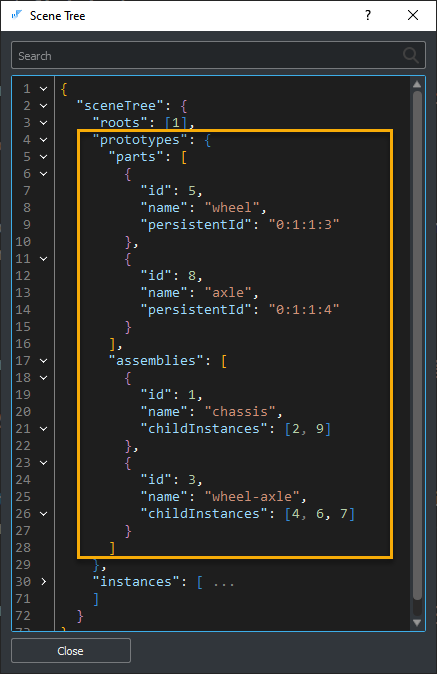 Scene Tree ?
Search
1 {
2 "sceneTree": {
3 "roots": [1],
4 "prototypes": {
5 "parts": [
6 {
7 "id": 5,
8 "name": "wheel",
9 "persistentId": "0:1:1:3"
10 },
11 {
12 "id": 8,
13 "name": "axle",
14 "persistentId": "0:1:1:4"
15 }
16 ],
17 "assemblies": [
18 {
19 "id": 1,
20 "name": "chassis",
21 "childInstances": [2, 9]
22 },
23 {
24 "id": 3,
25 "name": "wheel-axle",
26 "childInstances": [4, 6, 7]
27 }
28 ]
29 },
30 "instances": [ ...
71 ]
72 }
73 }
Close